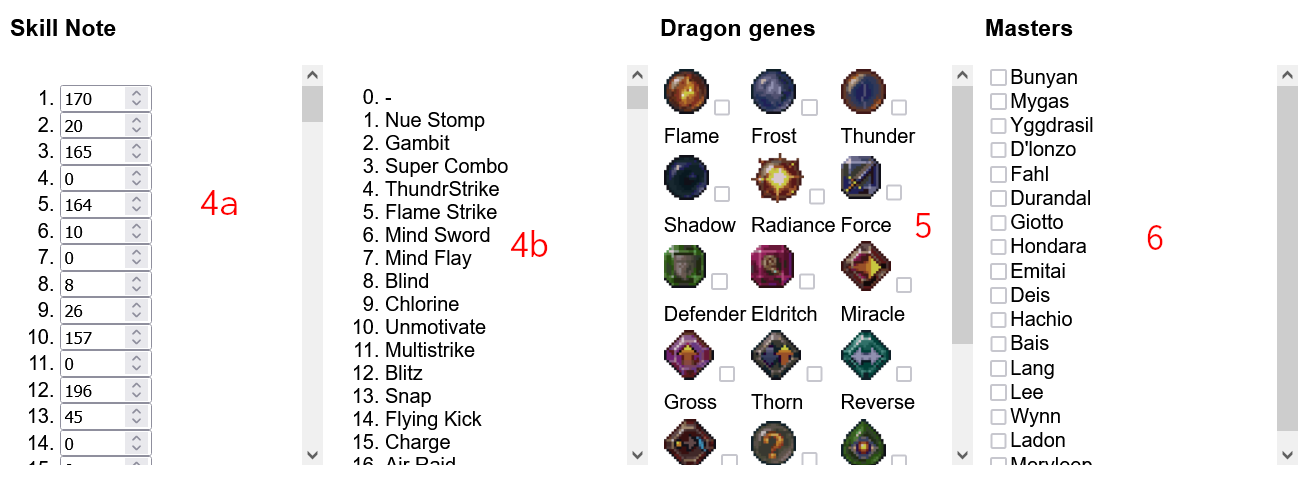 Skill Note
1. 170
2. 20
3. 165
4. 0
5. 164
6. 10
7. 0
8. 8
9. 26
10. 157
11. 0
12. 196
13. 45
14. 0
4a
0. -
1. Nue Stomp
2. Gambit
3. Super Combo
4. ThundrStrike
5. Flame Strike
6. Mind Sword
7. Mind Flay
8. Blind
9. Chlorine
10. Unmotivate
11. Multistrike
12. Blitz
13. Snap
14. Flying Kick
15. Charge
16. Air Raid
4b
Dragon genes
Flame Frost Thunder
Shadow Radiance Force
Defender Eldritch Miracle
Gross Thorn Reverse
5
Masters
Bunyan
Mygas
Yggdrasil
D'lonzo
Fahl
Durandal
Giotto
Hondara
Emitai
Deis
Hachio
Bais
Lang
Lee
Wynn
Ladon
6